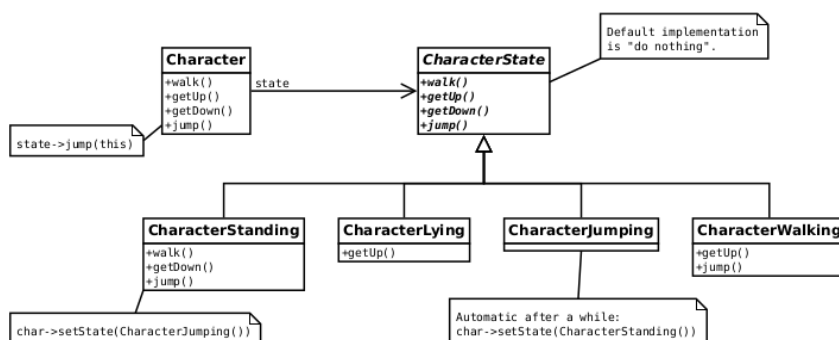 Default implementation
is "do nothing".
Character
+walk()
+getUp()
+getDown()
+jump()
state
CharacterState
+walk()
+getUp()
+getDown()
+jump()
state->jump(this)
CharacterStanding
+walk()
+getDown()
+jump()
CharacterLying
+getUp()
CharacterJumping
CharacterWalking
+getUp()
+jump()
char->setState(CharacterJumping())
Automatic after a while:
char->setState(CharacterStanding())